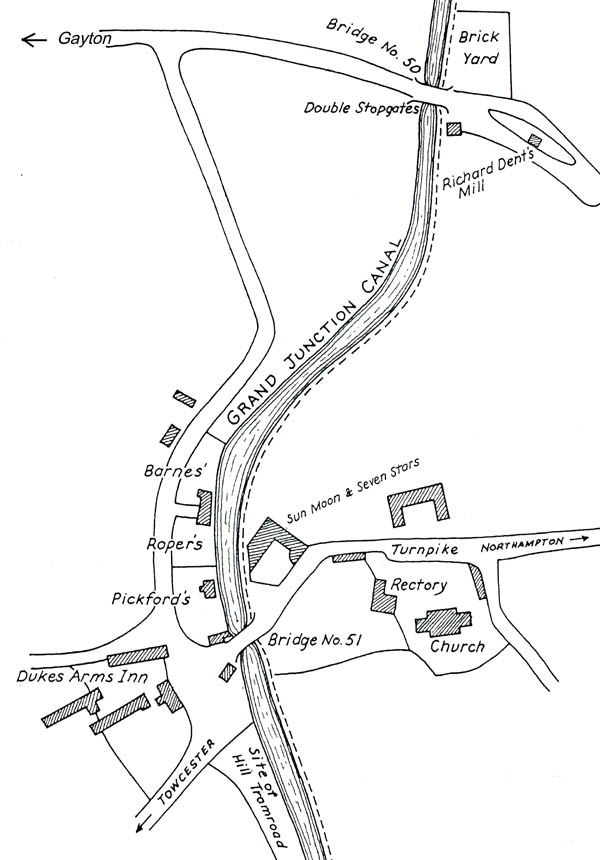 Gayton
Bridge No. 50
Brick
Yard
Double Stopgates
Richard Dent's
Mill
GRAND JUNCTION CANAL
Barnes'
Sun Moon & Seven Stars
Roper's
Turnpike
NORTHAMPTON
Pickford's
Rectory
Church
Bridge No. 51
Dukes Arms Inn
TOWCESTER
Site of
Hill Tramroad